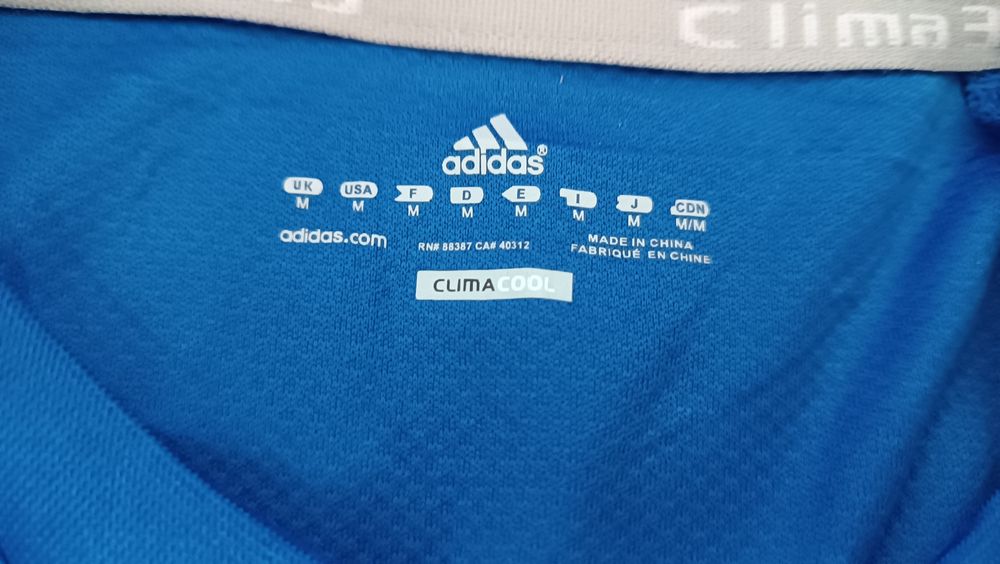 Clima
adidas®
UK USA F D E I J CDN
M M M M M M M M/M
adidas.com
RN# 88387 CA# 40312
MADE IN CHINA
FABRIQUÉ EN CHINE
CLIMACOOL